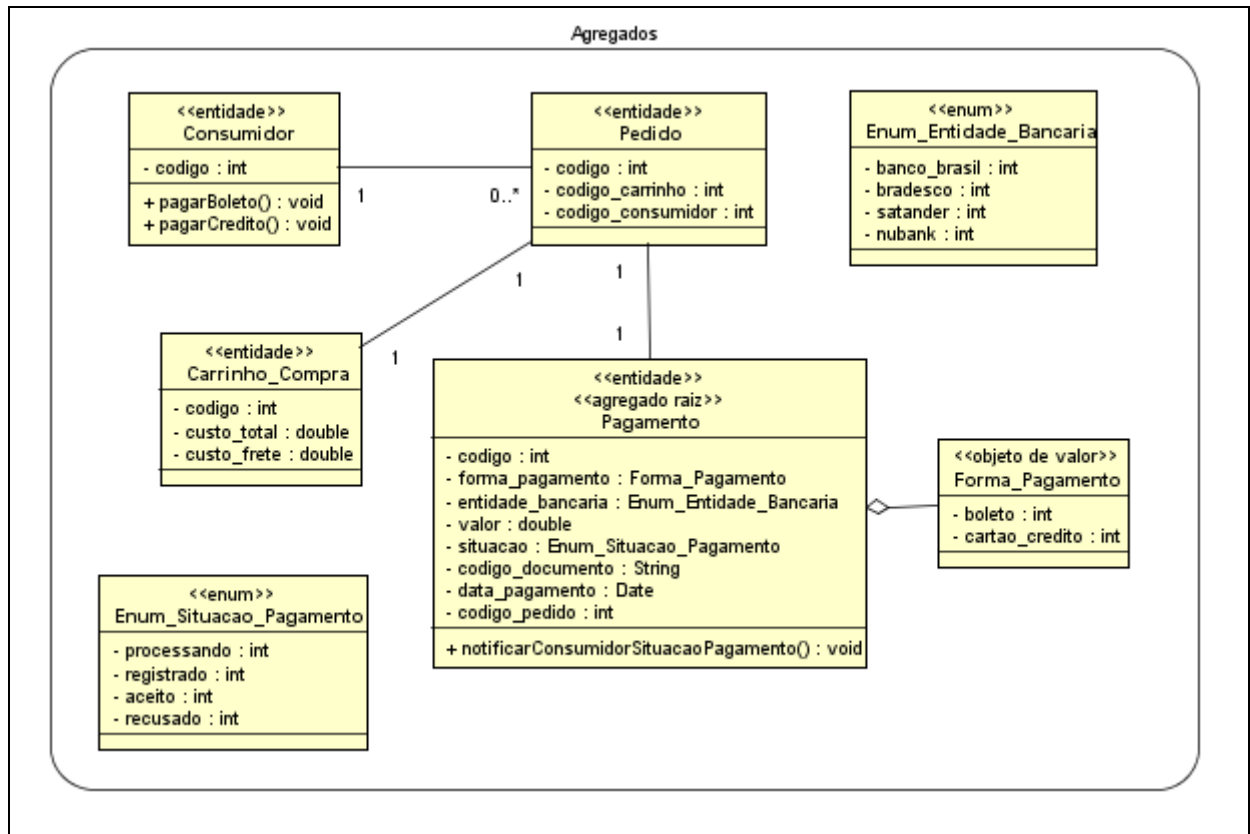 Agregados
<<entidade>>
Consumidor
- codigo : int
+ pagarBoleto() : void
+ pagarCredito() : void
1
0..*
<<entidade>>
Pedido
- codigo : int
- codigo_carrinho : int
- codigo_consumidor : int
<<enum>>
Enum_Entidade_Bancaria
- banco_brasil : int
- bradesco : int
- satander : int
- nubank : int
1
1
1
1
<<entidade>>
Carrinho_Compra
- codigo : int
- custo_total : double
- custo_frete : double
<<entidade>>
<<agregado raiz>>
Pagamento
- codigo : int
- forma_pagamento : Forma_Pagamento
- entidade_bancaria : Enum_Entidade_Bancaria
- valor : double
- situacao : Enum_Situacao_Pagamento
- codigo_documento : String
- data_pagamento : Date
- codigo_pedido : int
+ notificarConsumidorSituacaoPagamento() : void
<<objeto de valor>>
Forma_Pagamento
- boleto : int
- cartao_credito : int
<<enum>>
Enum_Situacao_Pagamento
- processando : int
- registrado : int
- aceito : int
- recusado : int